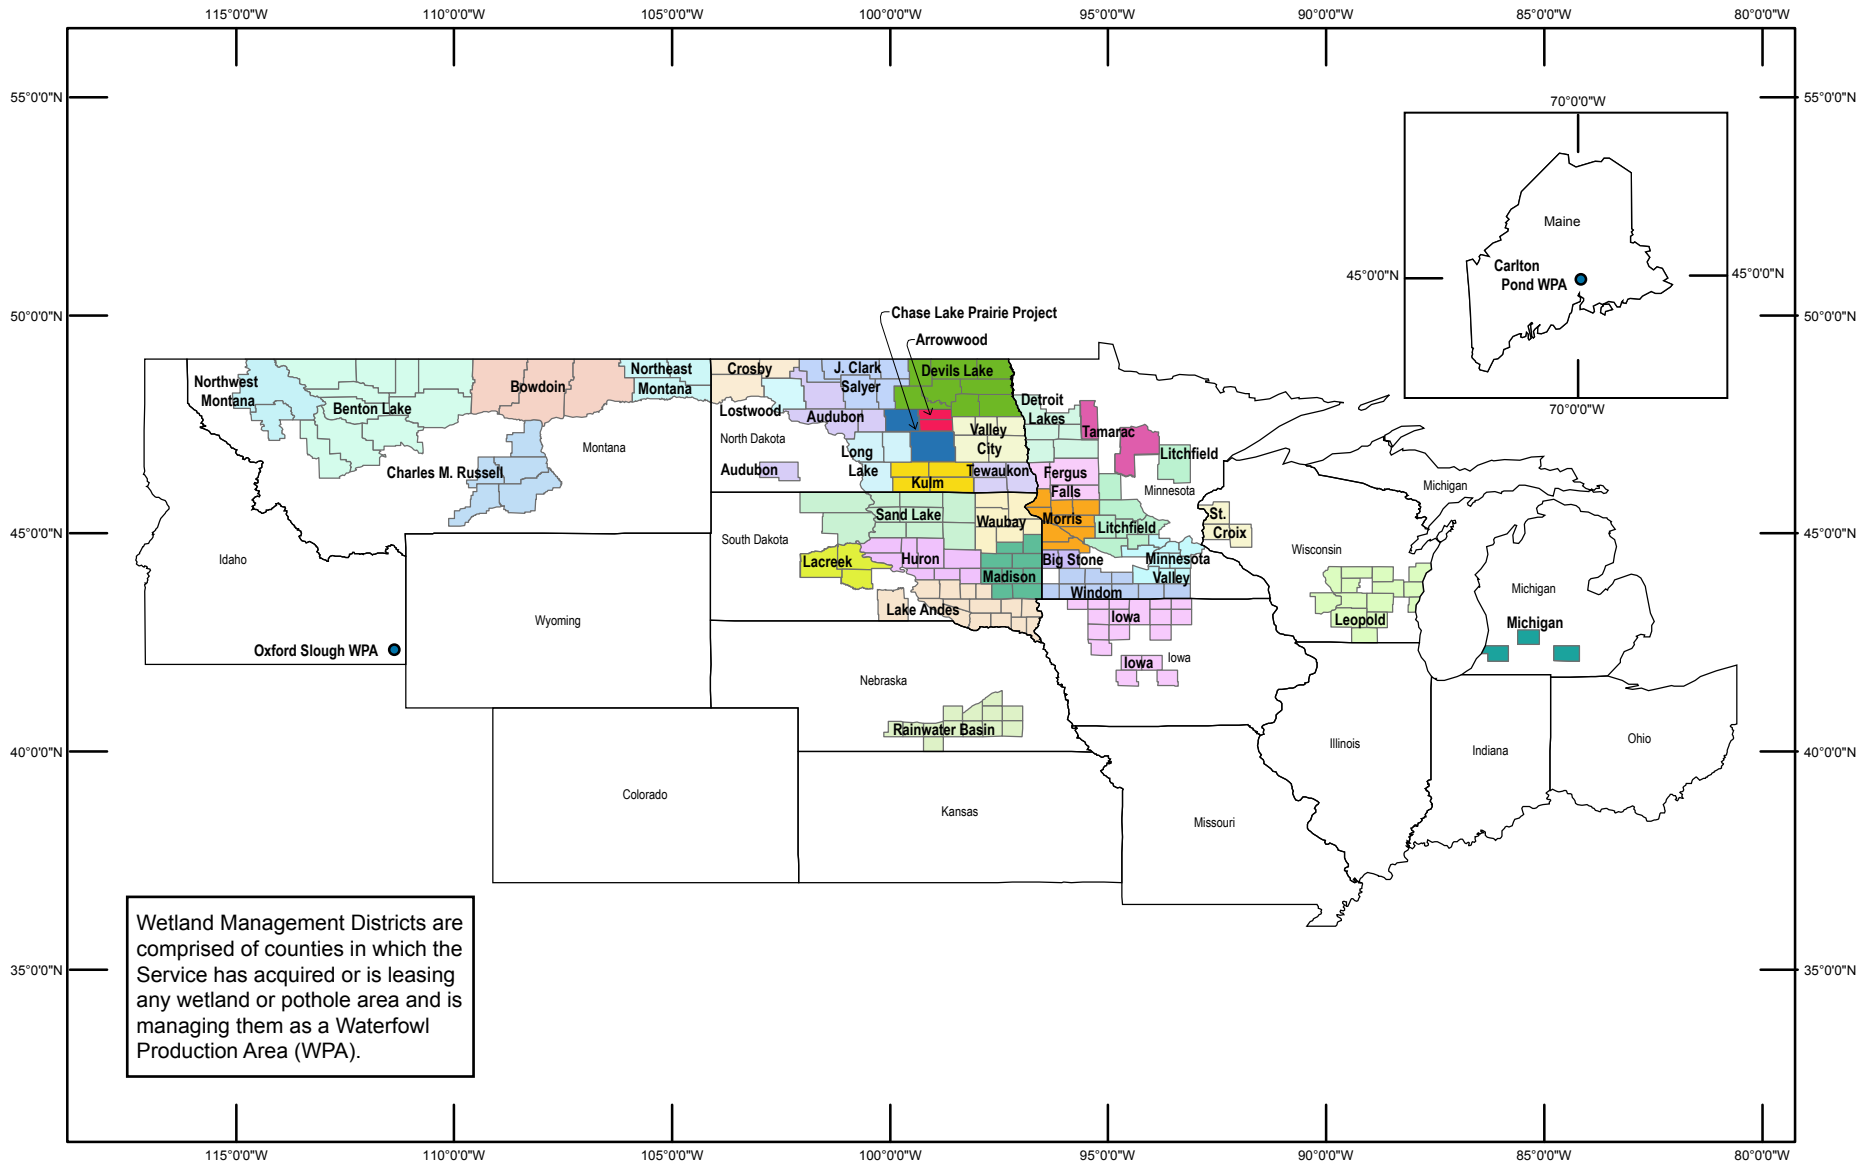 115°0'0"W 110°0'0"W 105°0'0"W 100°0'0"W 95°0'0"W 90°0'0"W 85°0'0"W 80°0'0"W
55°0'0"N 55°0'0"N
70°0'0"W
Maine
45°0'0"N 45°0'0"N
Carlton
Pond WPA
70°0'0"W
50°0'0"N 50°0'0"N
Chase Lake Prairie Project
Arrowwood
Northwest
Montana
Benton Lake
Bowdoin
Northeast
Montana
Charles M. Russell
Montana
Crosby
J. Clark
Salyer
Devils Lake
Lostwood
Audubon
North Dakota
Valley
City
Long
Lake
Audubon
Kulm
Tewaukon
Detroit
Lakes
Tamarac
Litchfield
Fergus
Falls
Minnesota
Michigan
45°0'0"N 45°0'0"N
Sand Lake
Waubay
Morris
Litchfield
St.
Croix
South Dakota
Idaho
Lacreek
Huron
Madison
Big Stone
Minnesota
Valley
Wisconsin
Windom
Lake Andes
Iowa
Leopold
Michigan
Michigan
Wyoming
Oxford Slough WPA
Iowa
Iowa
Nebraska
Rainwater Basin
40°0'0"N 40°0'0"N
Illinois
Indiana
Ohio
Colorado
Kansas
Missouri
Wetland Management Districts are
comprised of counties in which the
Service has acquired or is leasing
any wetland or pothole area and is
managing them as a Waterfowl
Production Area (WPA).
35°0'0"N 35°0'0"N
115°0'0"W 110°0'0"W 105°0'0"W 100°0'0"W 95°0'0"W 90°0'0"W 85°0'0"W 80°0'0"W